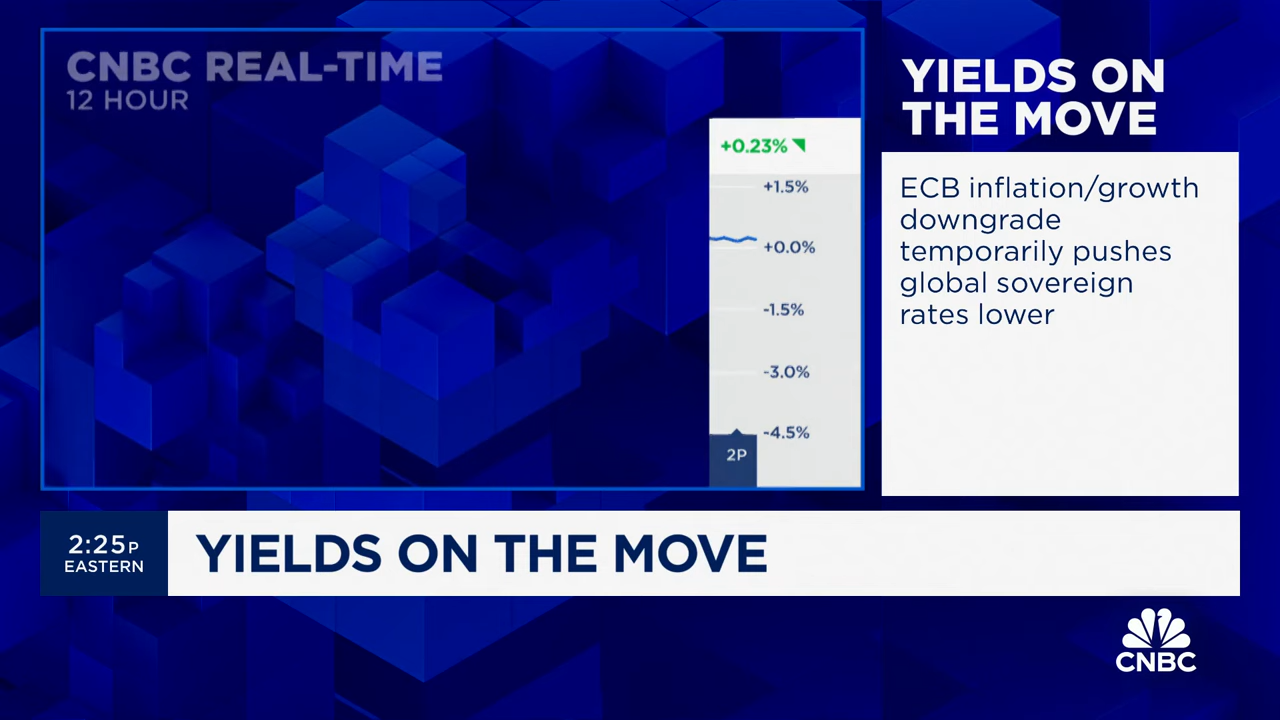 CNBC REAL-TIME
12 HOUR
+0.23%
+1.5%
+0.0%
-1.5%
-3.0%
-4.5%
2P
YIELDS ON
THE MOVE
ECB inflation/growth
downgrade
temporarily pushes
global sovereign
rates lower
2:25P
EASTERN
YIELDS ON THE MOVE
CNBC